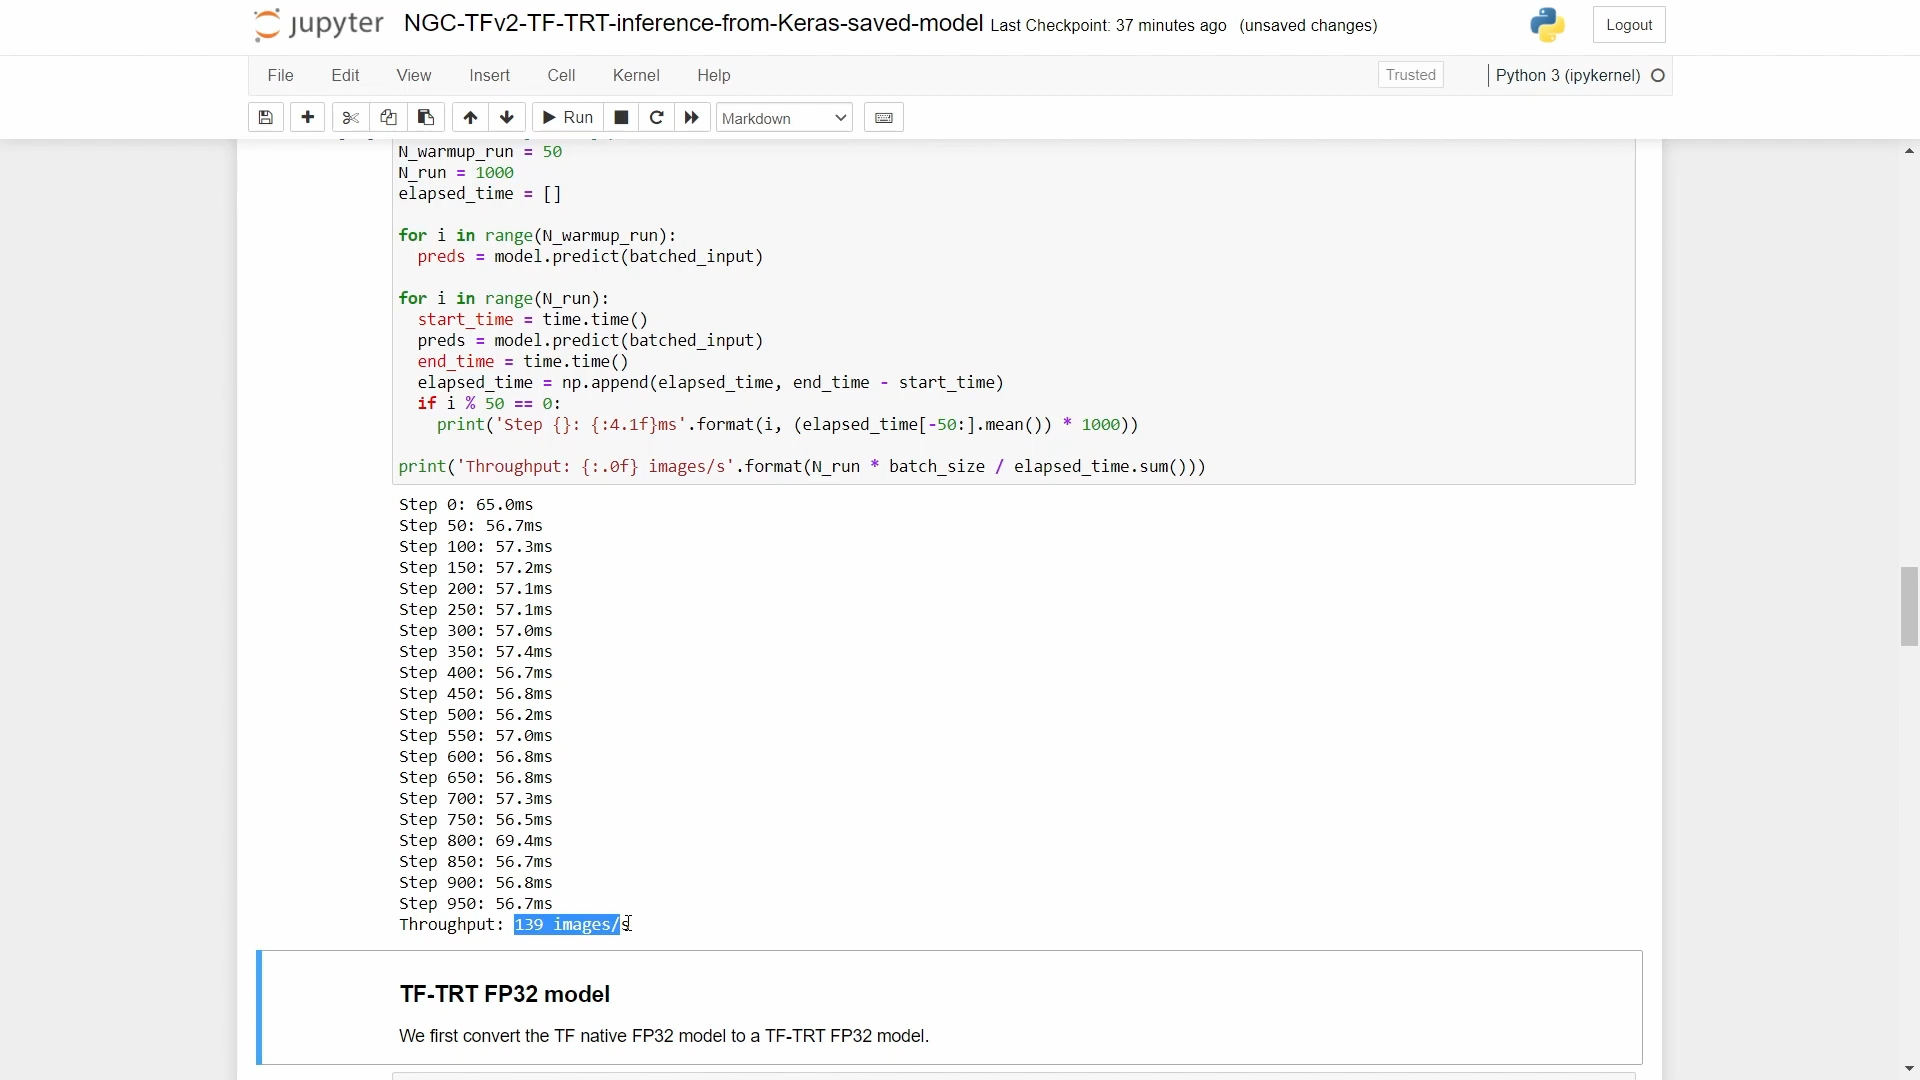 jupyter NGC-TFv2-TF-TRT-inference-from-Keras-saved-model Last Checkpoint: 37 minutes ago (unsaved changes) Logout
File Edit View Insert Cell Kernel Help Trusted Python 3 (ipykernel)
Run Markdown
N_warmup_run = 50
N_run = 1000
elapsed_time = []
for i in range(N_warmup_run):
preds = model.predict(batched_input)
for i in range(N_run):
start_time = time.time()
preds = model.predict(batched_input)
end_time = time.time()
elapsed_time = np.append(elapsed_time, end_time - start_time)
if i % 50 == 0:
print('Step {}: {:4.1f}ms'.format(i, (elapsed_time[-50:].mean()) * 1000))
print('Throughput: {:.0f} images/s'.format(N_run * batch_size / elapsed_time.sum()))
Step 0: 65.0ms
Step 50: 56.7ms
Step 100: 57.3ms
Step 150: 57.2ms
Step 200: 57.1ms
Step 250: 57.1ms
Step 300: 57.0ms
Step 350: 57.4ms
Step 400: 56.7ms
Step 450: 56.8ms
Step 500: 56.2ms
Step 550: 57.0ms
Step 600: 56.8ms
Step 650: 56.8ms
Step 700: 57.3ms
Step 750: 56.5ms
Step 800: 69.4ms
Step 850: 56.7ms
Step 900: 56.8ms
Step 950: 56.7ms
Throughput: 139 images/s
TF-TRT FP32 model
We first convert the TF native FP32 model to a TF-TRT FP32 model.